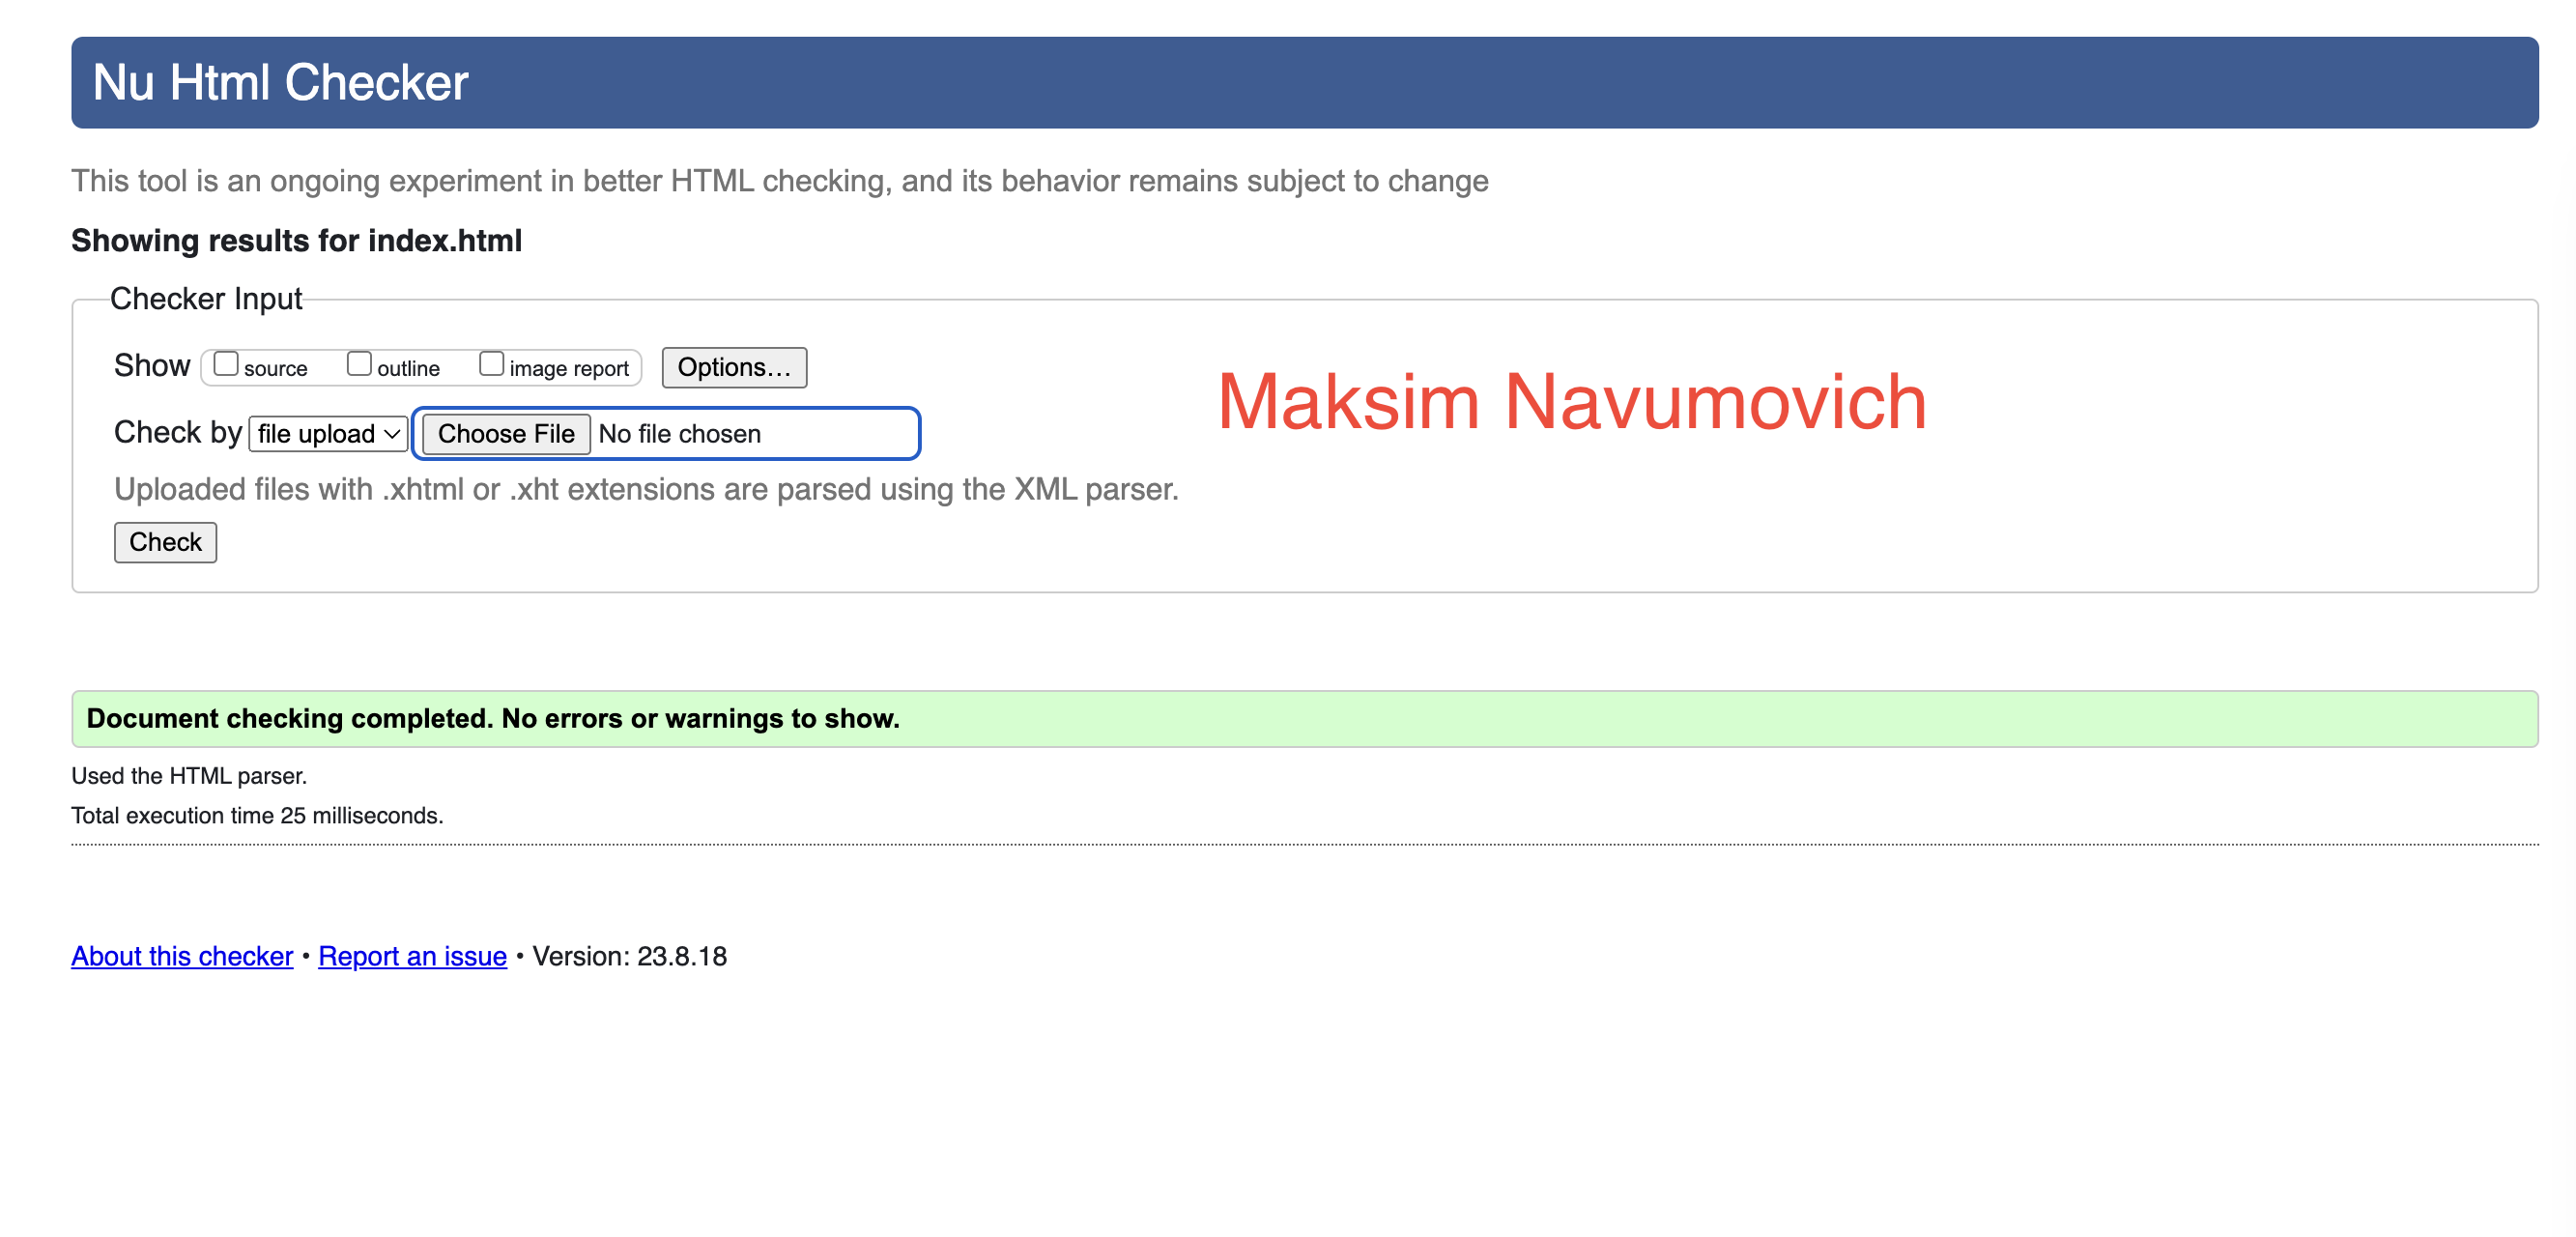 Nu Html Checker
This tool is an ongoing experiment in better HTML checking, and its behavior remains subject to change
Showing results for index.html
Checker Input
Show source outline image report Options...
Maksim Navumovich
Check by file upload Choose File No file chosen
Uploaded files with .xhtml or .xht extensions are parsed using the XML parser.
Check
Document checking completed. No errors or warnings to show.
Used the HTML parser.
Total execution time 25 milliseconds.
About this checker • Report an issue • Version: 23.8.18